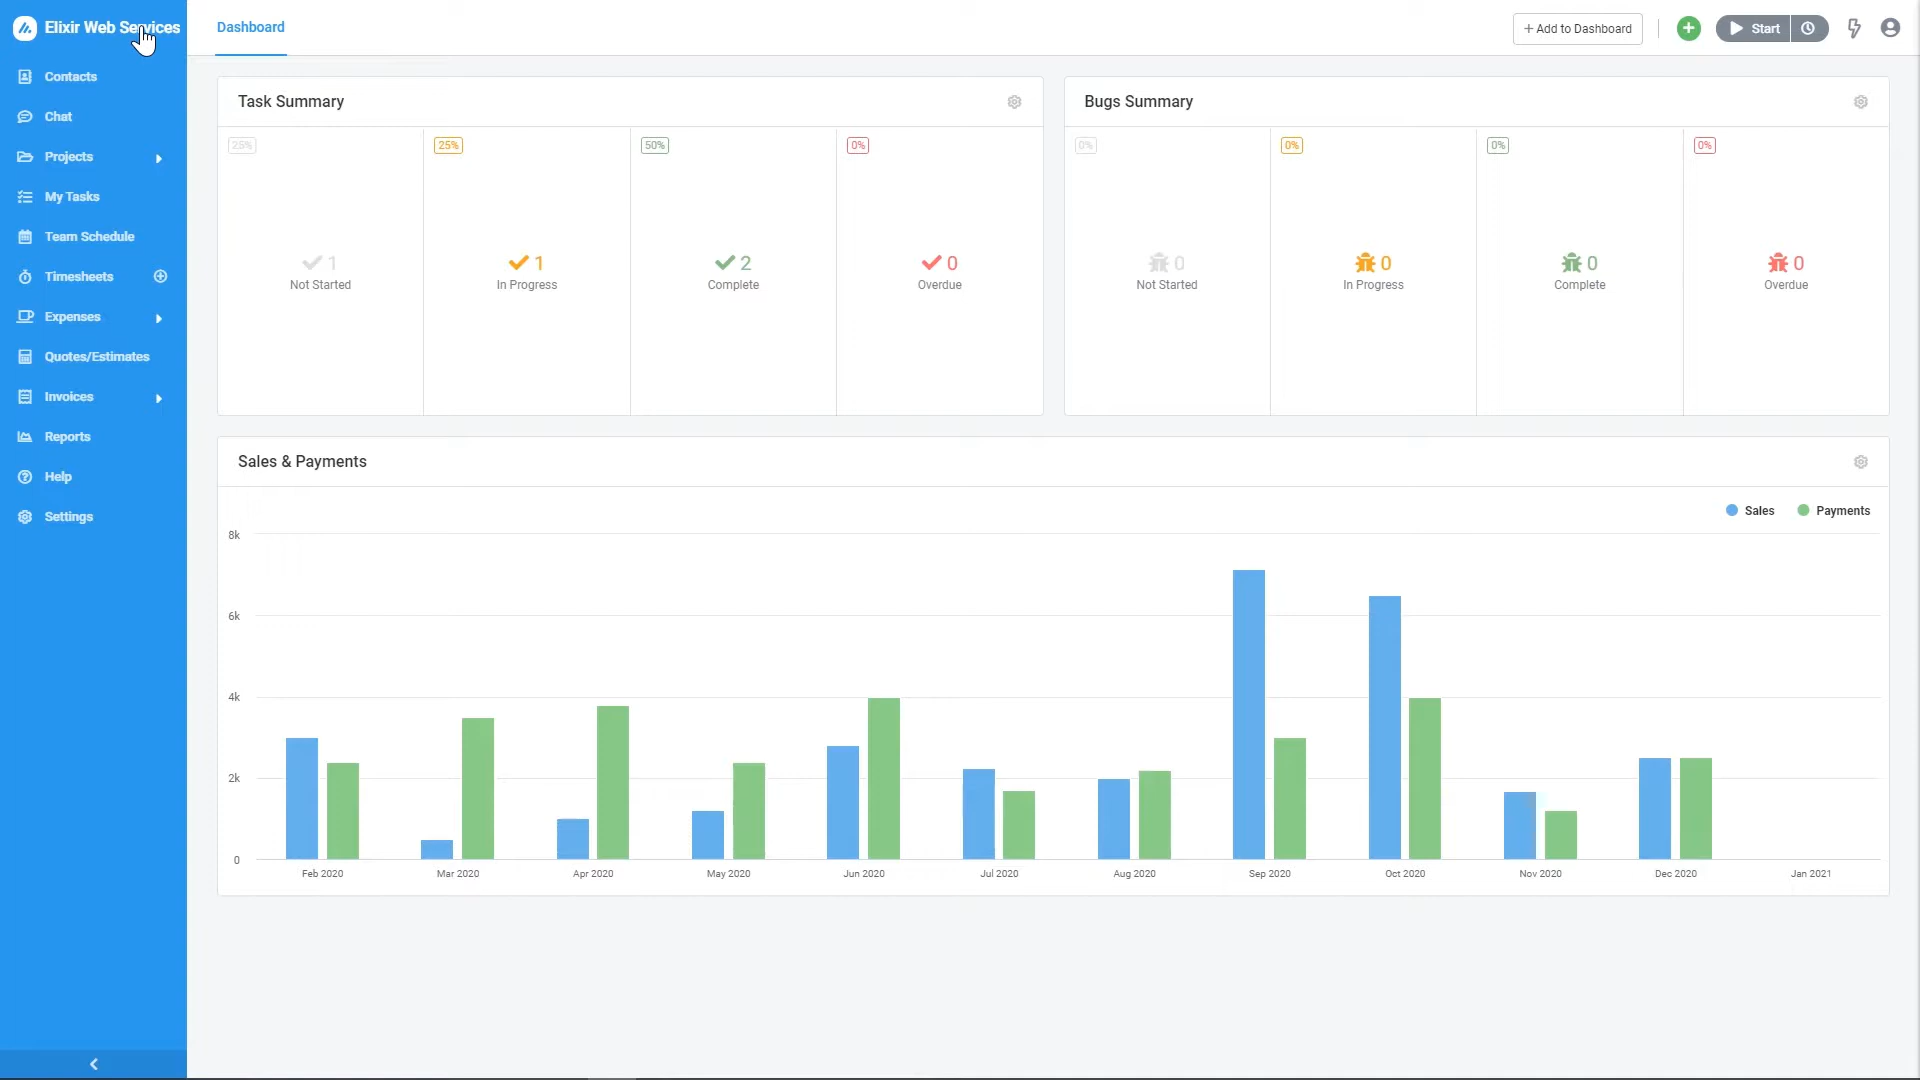 Elixir Web Services
Contacts
Chat
Projects
My Tasks
Team Schedule
Timesheets
Expenses
Quotes/Estimates
Invoices
Reports
Help
Settings
Dashboard
+ Add to Dashboard
Start
Task Summary
25%
25%
50%
0%
1
1
2
0
Not Started
In Progress
Complete
Overdue
Bugs Summary
0%
0%
0%
0%
0
0
0
0
Not Started
In Progress
Complete
Overdue
Sales & Payments
Sales
Payments
8k
6k
4k
2k
0
Feb 2020
Mar 2020
Apr 2020
May 2020
Jun 2020
Jul 2020
Aug 2020
Sep 2020
Oct 2020
Nov 2020
Dec 2020
Jan 2021